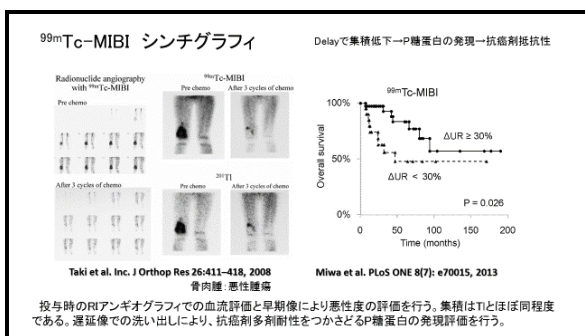 99mTc-MIBI シンチグラフィ
Delayで集積低下→P糖蛋白の発現→抗癌剤抵抗性
Radionuclide angiography
with 99mTc-MIBI
Pre chemo
After 3 cycles of chemo
99mTc-MIBI
Pre chemo
After 3 cycles of chemo
201Tl
Pre chemo
After 3 cycles of chemo
99mTc-MIBI
Overall survival
100%
50%
0%
ΔUR ≥ 30%
ΔUR < 30%
P = 0.026
0
50
100
150
200
Time (months)
Taki et al. Inc. J Orthop Res 26:411–418, 2008
Miwa et al. PLoS ONE 8(7): e70015, 2013
骨肉腫：悪性腫瘍
投与時のRIアンギオグラフィでの血流評価と早期像により悪性度の評価を行う。集積はTlとほぼ同程度
である。遅延像での洗い出しにより、抗癌剤多剤耐性をつかさどるP糖蛋白の発現評価を行う。